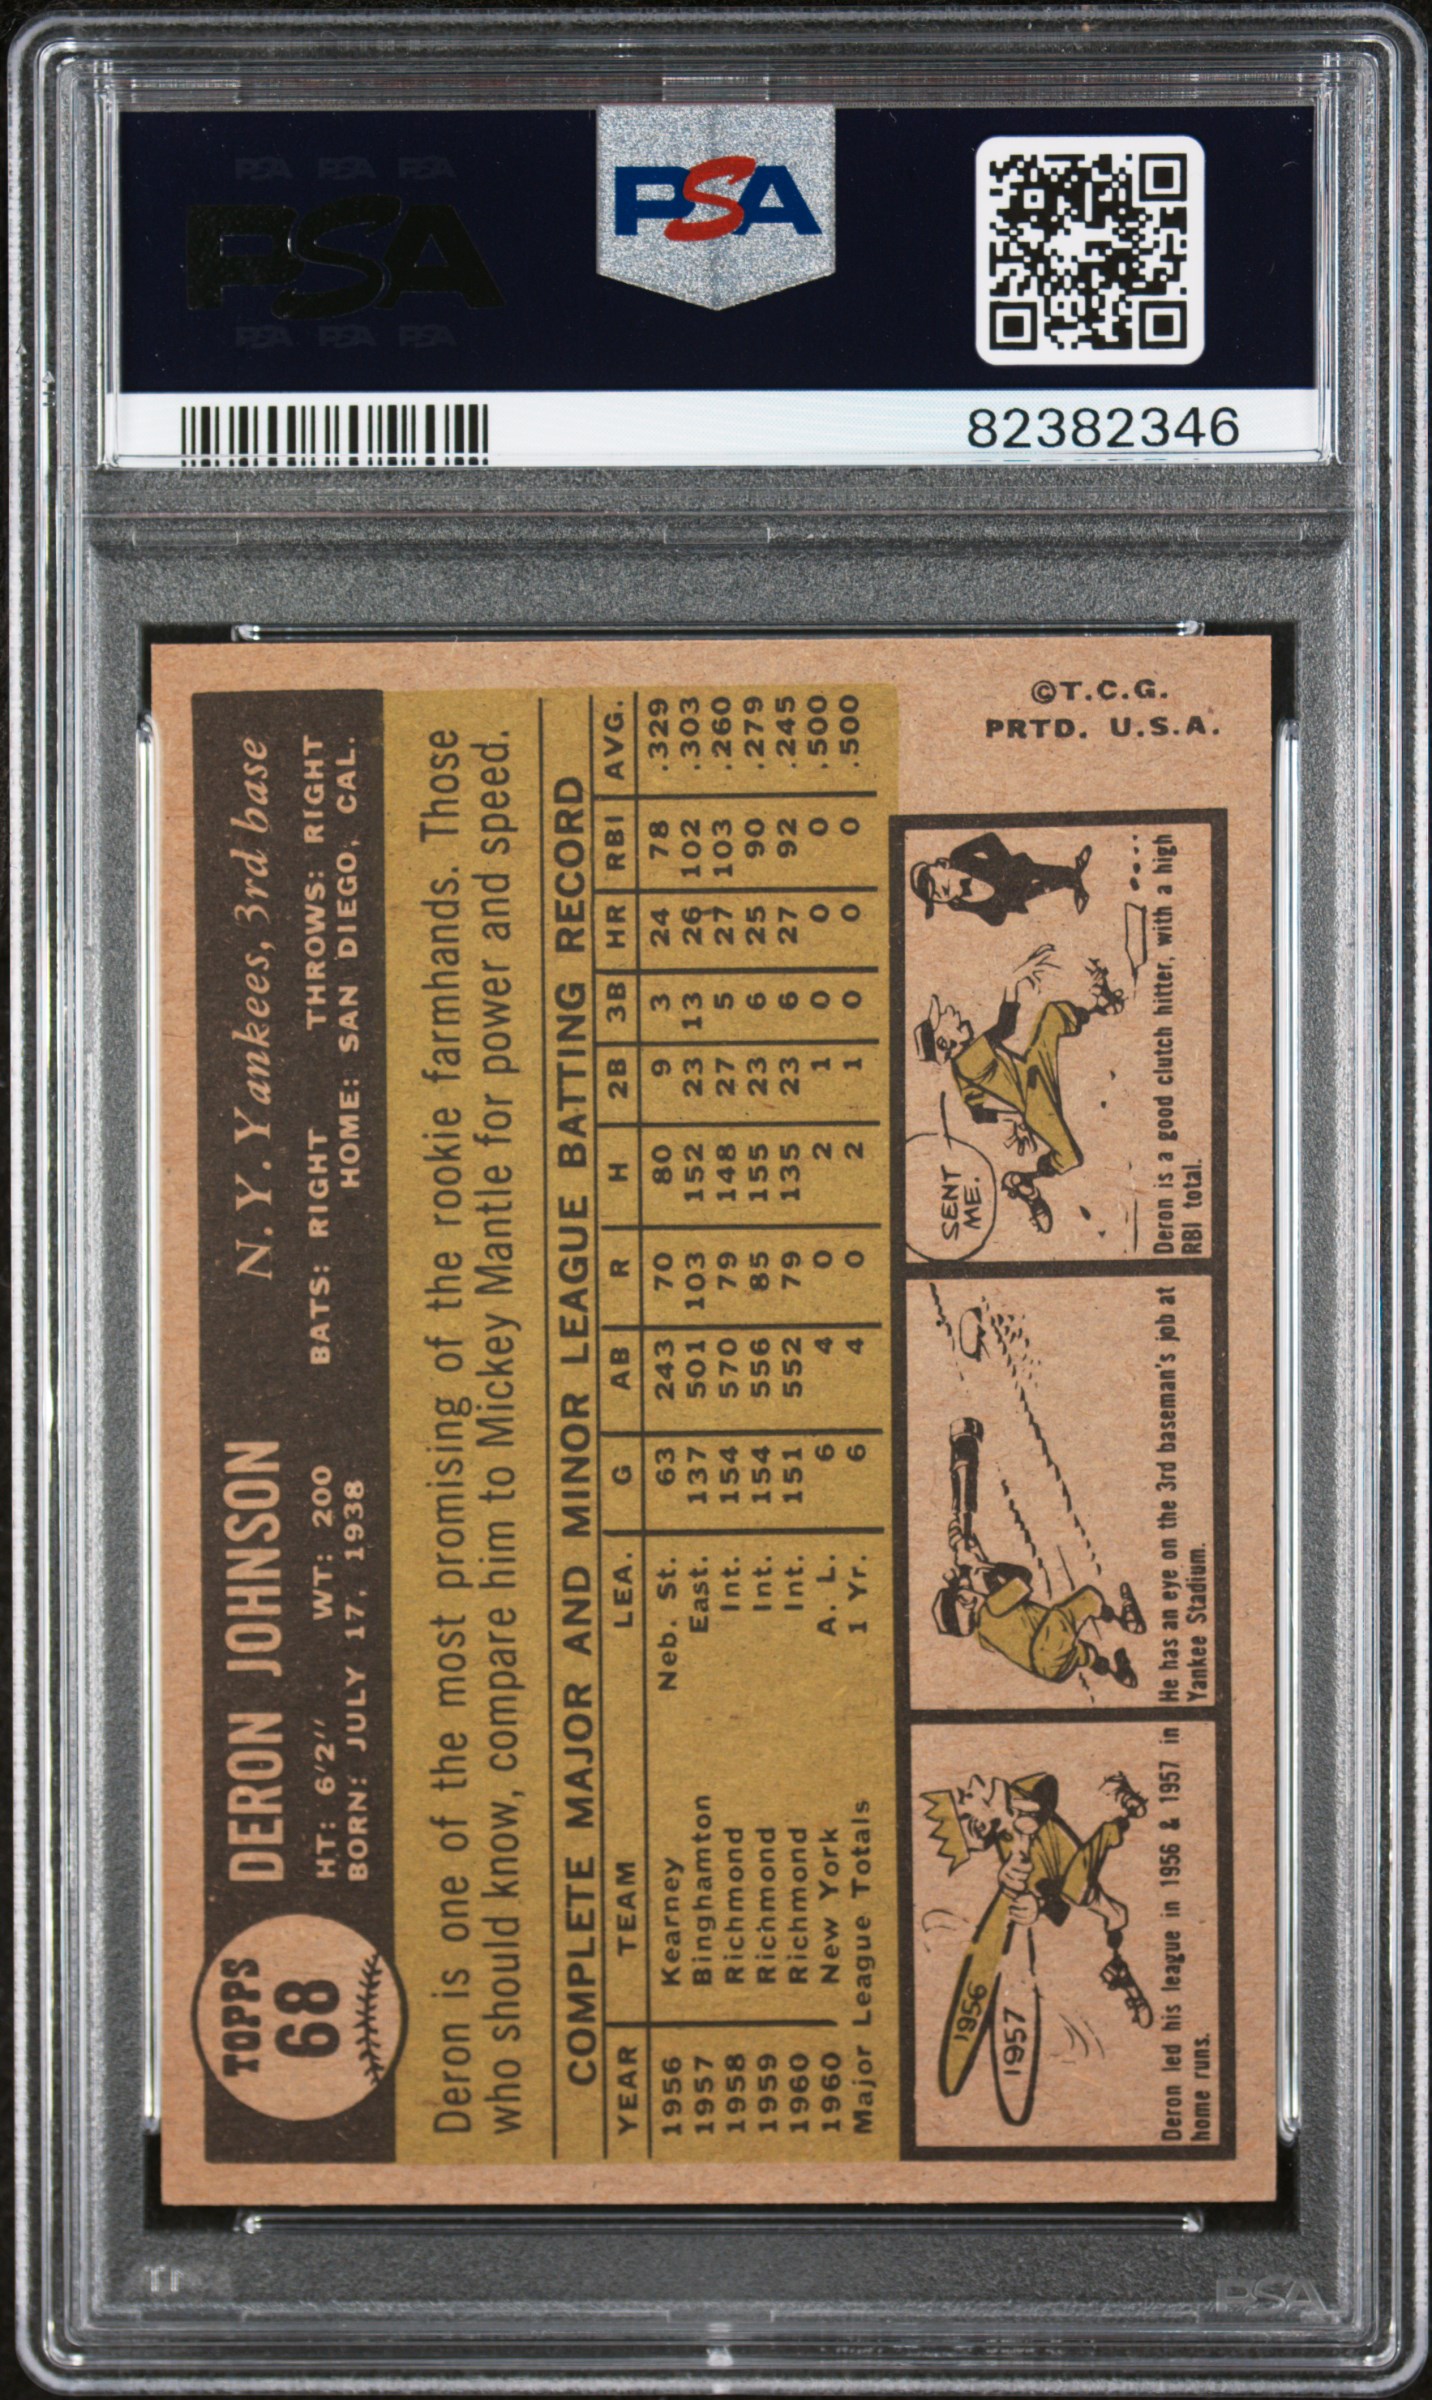 PSA PSA PSA
PSA
PSA PSA PSA
PSA
82382346
TOPPS
68
DERON JOHNSON N. Y. Yankees, 3rd base
HT: 6'2" WT: 200 BATS: RIGHT THROWS: RIGHT
BORN: JULY 17, 1938 HOME: SAN DIEGO, CAL.
Deron is one of the most promising of the rookie farmhands. Those
who should know, compare him to Mickey Mantle for power and speed.
COMPLETE MAJOR AND MINOR LEAGUE BATTING RECORD
YEAR TEAM LEA. G AB R H 2B 3B HR RBI AVG.
1956 Kearney Neb. St. 63 243 70 80 9 3 24 78 .329
1957 Binghamton East. 137 501 103 152 23 13 26 102 .303
1958 Richmond Int. 154 570 79 148 27 5 27 103 .260
1959 Richmond Int. 154 556 85 155 23 6 25 90 .279
1960 Richmond Int. 151 552 79 135 23 6 27 92 .245
1960 New York A. L. 6 4 0 2 1 0 0 0 .500
Major League Totals 1 Yr. 6 4 0 2 1 0 0 0 .500
1956
1957
Deron led his league in 1956 & 1957 in
home runs.
He has an eye on the 3rd baseman's job at
Yankee Stadium.
SENT
ME.
Deron is a good clutch hitter, with a high
RBI total.
©T.C.G.
PRTD. U.S.A.
PSA